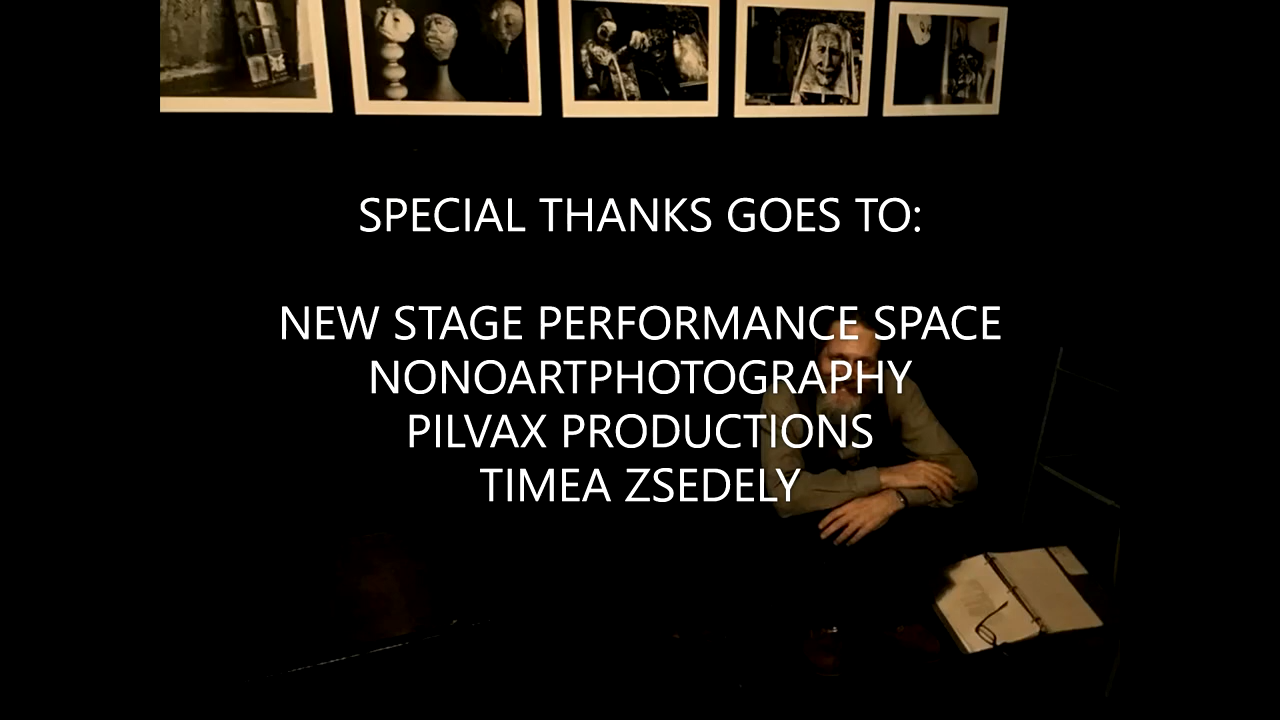 SPECIAL THANKS GOES TO:
NEW STAGE PERFORMANCE SPACE
NONOARTPHOTOGRAPHY
PILVAX PRODUCTIONS
TIMEA ZSEDELY